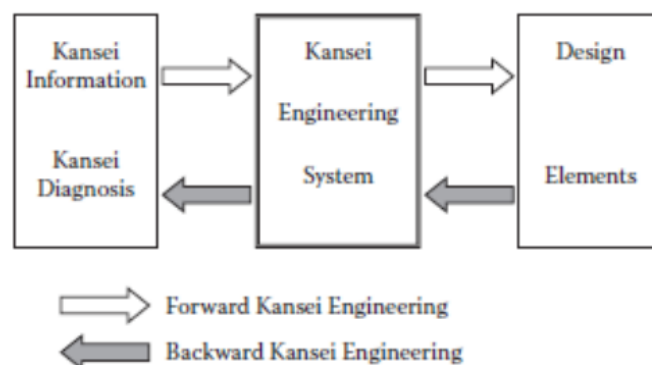 Kansei
Information
Kansei
Diagnosis
Kansei
Engineering
System
Design
Elements
Forward Kansei Engineering
Backward Kansei Engineering